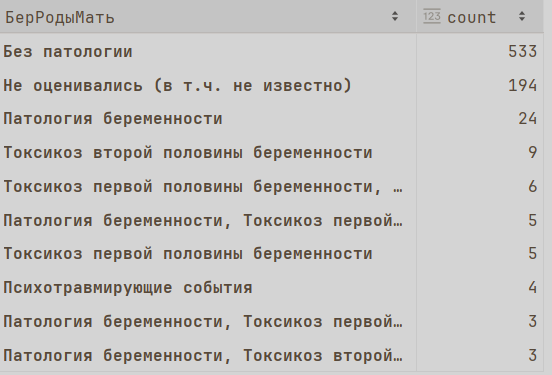 БерРодыМать 123 count
Без патологии 533
Не оценивались (в т.ч. не известно) 194
Патология беременности 24
Токсикоз второй половины беременности 9
Токсикоз первой половины беременности, … 6
Патология беременности, Токсикоз первой… 5
Токсикоз первой половины беременности 5
Психотравмирующие события 4
Патология беременности, Токсикоз первой… 3
Патология беременности, Токсикоз второй… 3